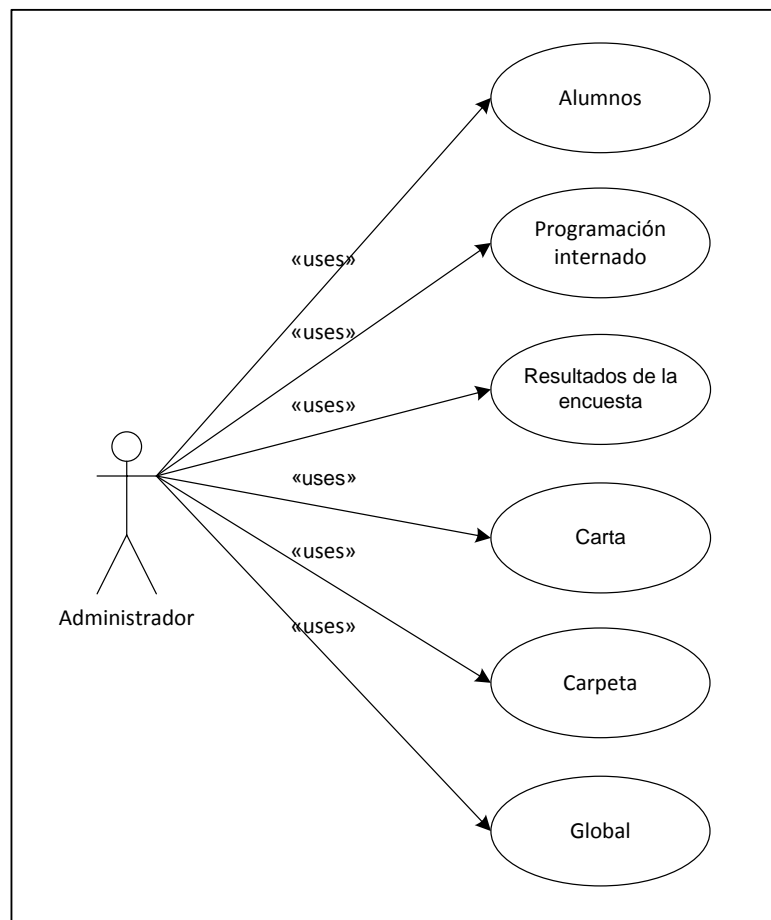 Alumnos
Programación
internado
«uses»
«uses»
Resultados de la
encuesta
«uses»
«uses»
Carta
«uses»
Administrador
«uses»
Carpeta
Global